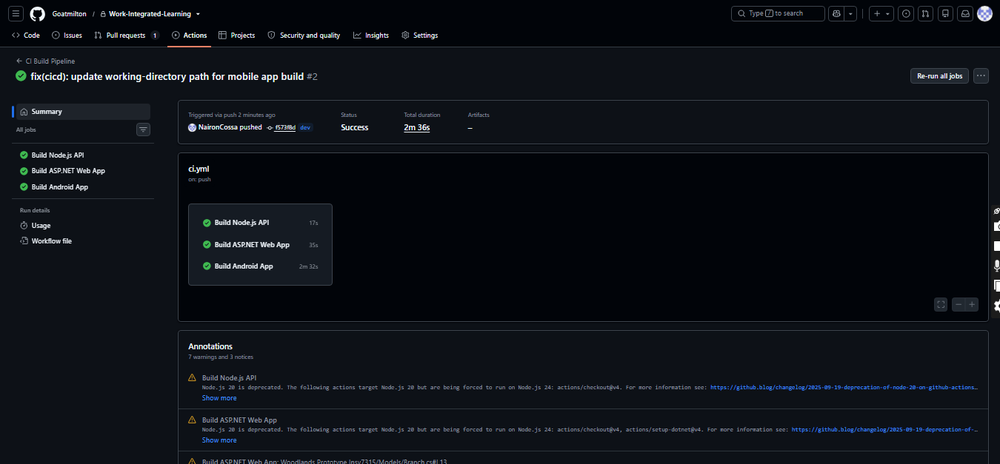 Goatmilton / Work-Integrated-Learning
Type / to search
Code Issues Pull requests 1 Actions Projects Security and quality Insights Settings
← CI Build Pipeline
fix(cicd): update working-directory path for mobile app build #2
Re-run all jobs
Summary
All jobs
Build Node.js API
Build ASP.NET Web App
Build Android App
Run details
Usage
Workflow file
Triggered via push 2 minutes ago
NaironCossa pushed f573f8d dev
Status
Success
Total duration
2m 36s
Artifacts
–
ci.yml
on: push
Build Node.js API 17s
Build ASP.NET Web App 35s
Build Android App 2m 32s
Annotations
7 warnings and 3 notices
Build Node.js API
Node.js 20 is deprecated. The following actions target Node.js 20 but are being forced to run on Node.js 24: actions/checkout@v4. For more information see: https://github.blog/changelog/2025-09-19-deprecation-of-node-20-on-github-actions…
Show more
Build ASP.NET Web App
Node.js 20 is deprecated. The following actions target Node.js 20 but are being forced to run on Node.js 24: actions/checkout@v4, actions/setup-dotnet@v4. For more information see: https://github.blog/changelog/2025-09-19-deprecation-of-…
Show more
Build ASP.NET Web App: Woodlands Prototype Insy7315/Models/Branch.cs#L13